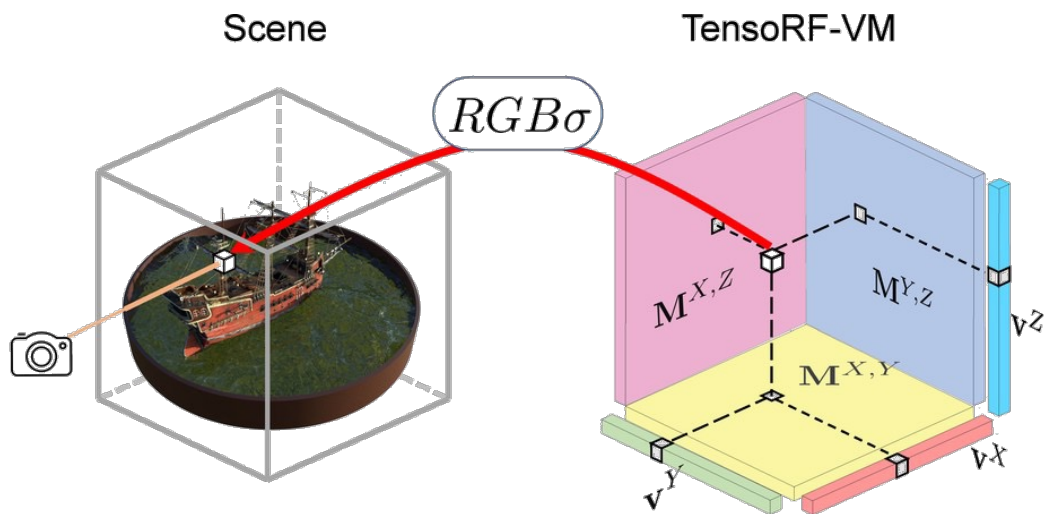 Scene
TensoRF-VM
RGBσ
M^{X,Z}
M^{Y,Z}
v^Z
M^{X,Y}
v^Y
v^X